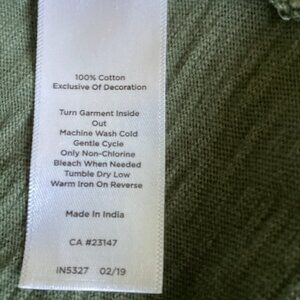 100% Cotton
Exclusive Of Decoration
Turn Garment Inside
Out
Machine Wash Cold
Gentle Cycle
Only Non-Chlorine
Bleach When Needed
Tumble Dry Low
Warm Iron On Reverse
Made In India
CA #23147
IN5327 02/19